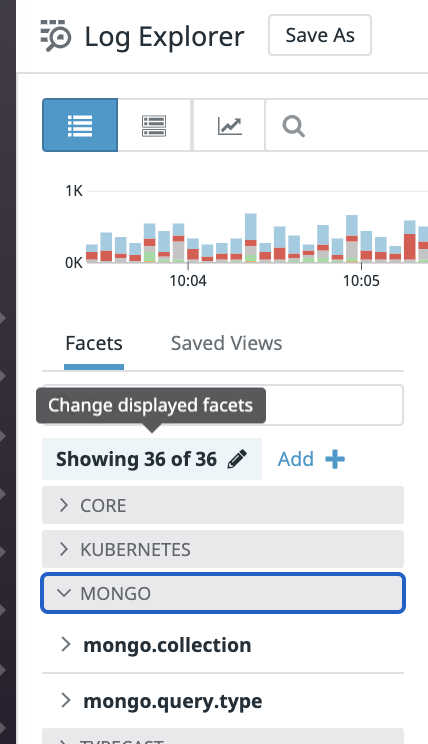 Log Explorer
Save As
1K
0K
10:04
10:05
Facets
Saved Views
Change displayed facets
Showing 36 of 36
Add
CORE
KUBERNETES
MONGO
mongo.collection
mongo.query.type
TYPECAST